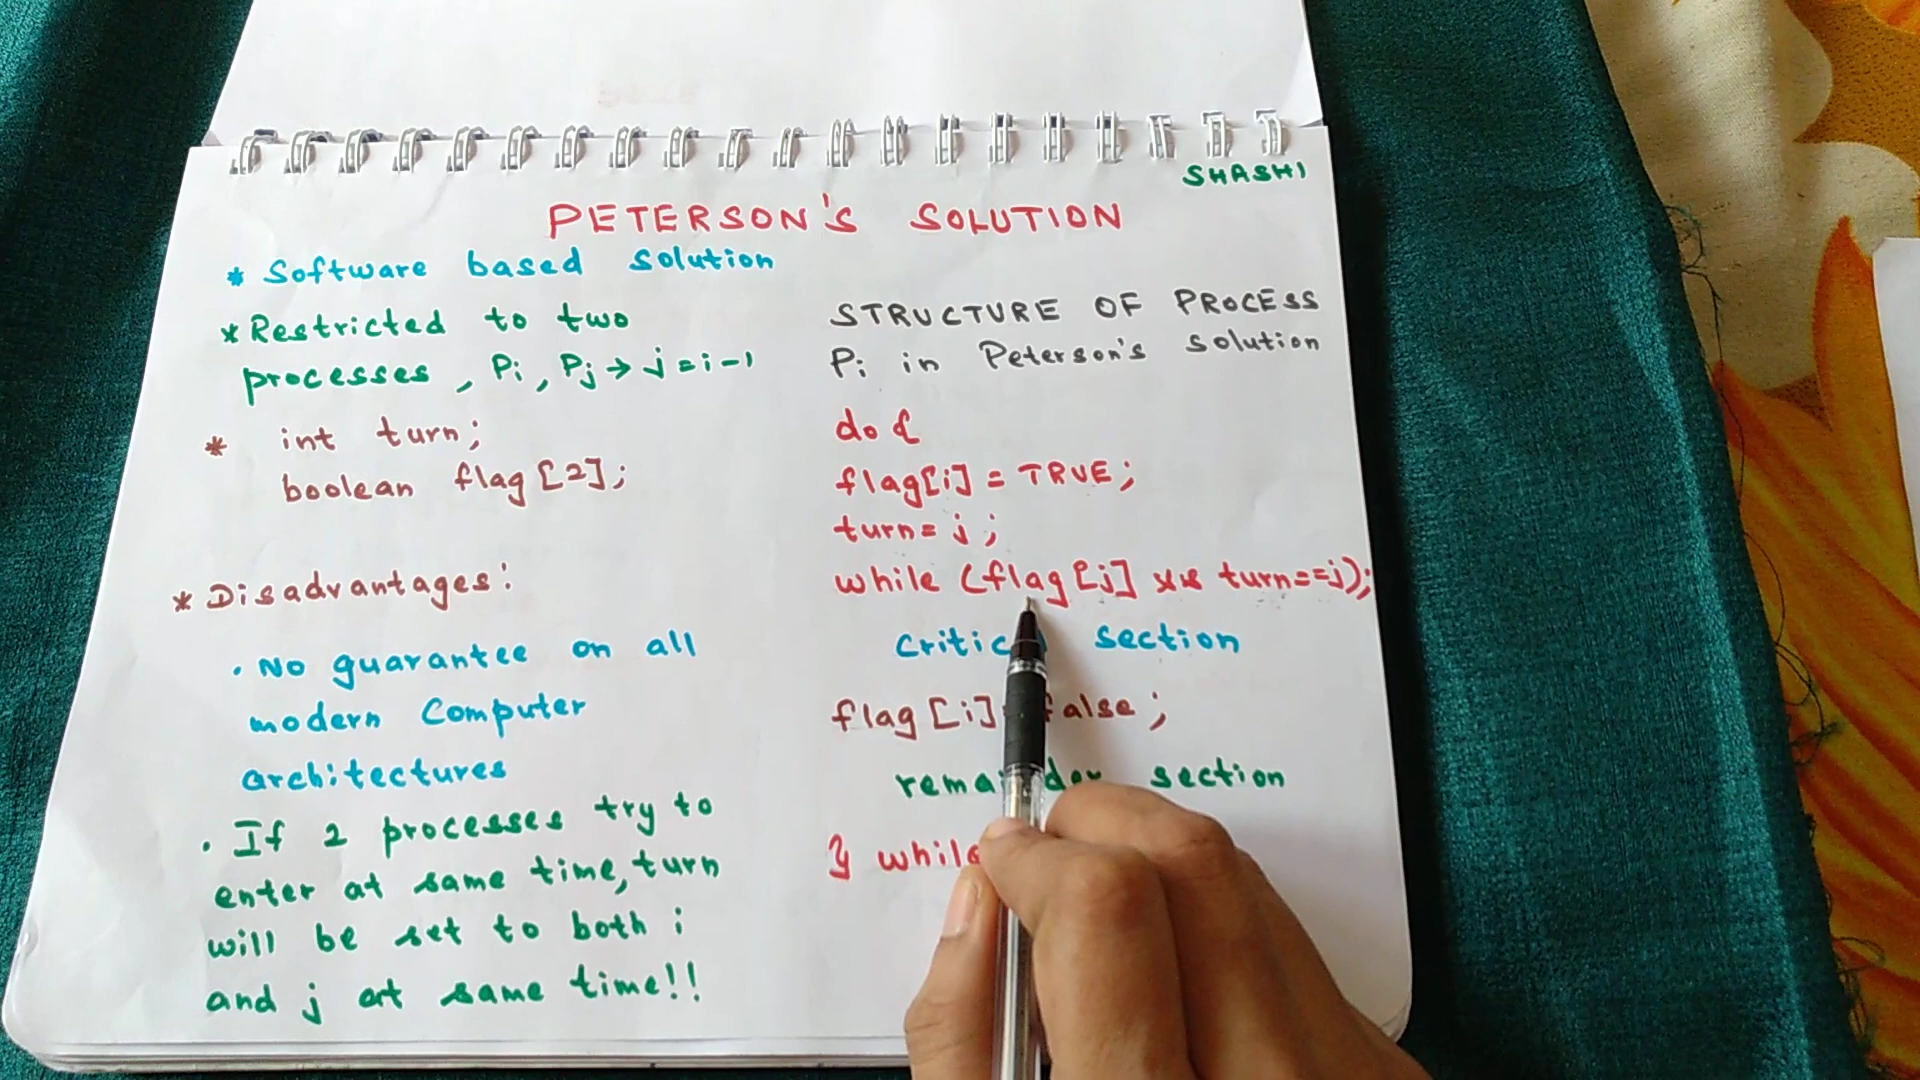 SHASHI
PETERSON'S SOLUTION
* Software based solution
* Restricted to two
processes, Pi, Pj → j = i - 1
* int turn;
boolean flag [2];
* Disadvantages:
. No guarantee on all
modern Computer
architectures
. If 2 processes try to
enter at same time, turn
will be set to both i
and j at same time!!
STRUCTURE OF PROCESS
Pi in Peterson's solution
do {
flag[i] = TRUE;
turn = j;
while (flag [j] && turn == j);
section
flag [i] false;
section
} while